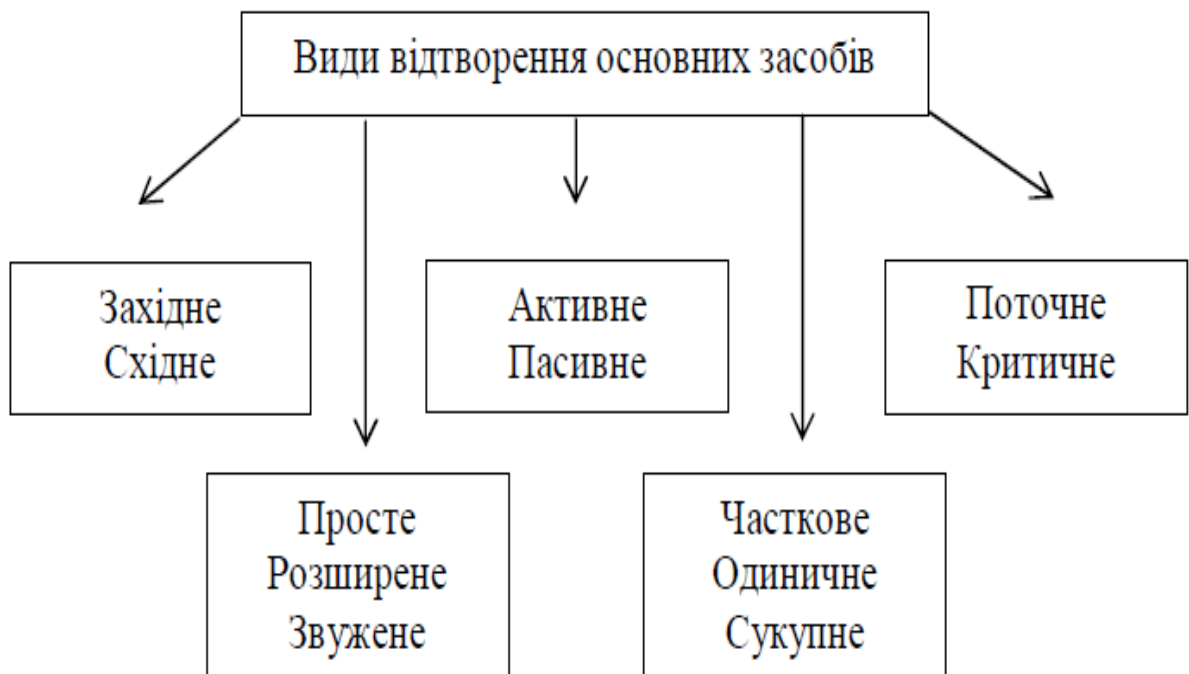 Види відтворення основних засобів
Західне
Східне
Активне
Пасивне
Поточне
Критичне
Просте
Розширене
Звужене
Часткове
Одиничне
Сукупне